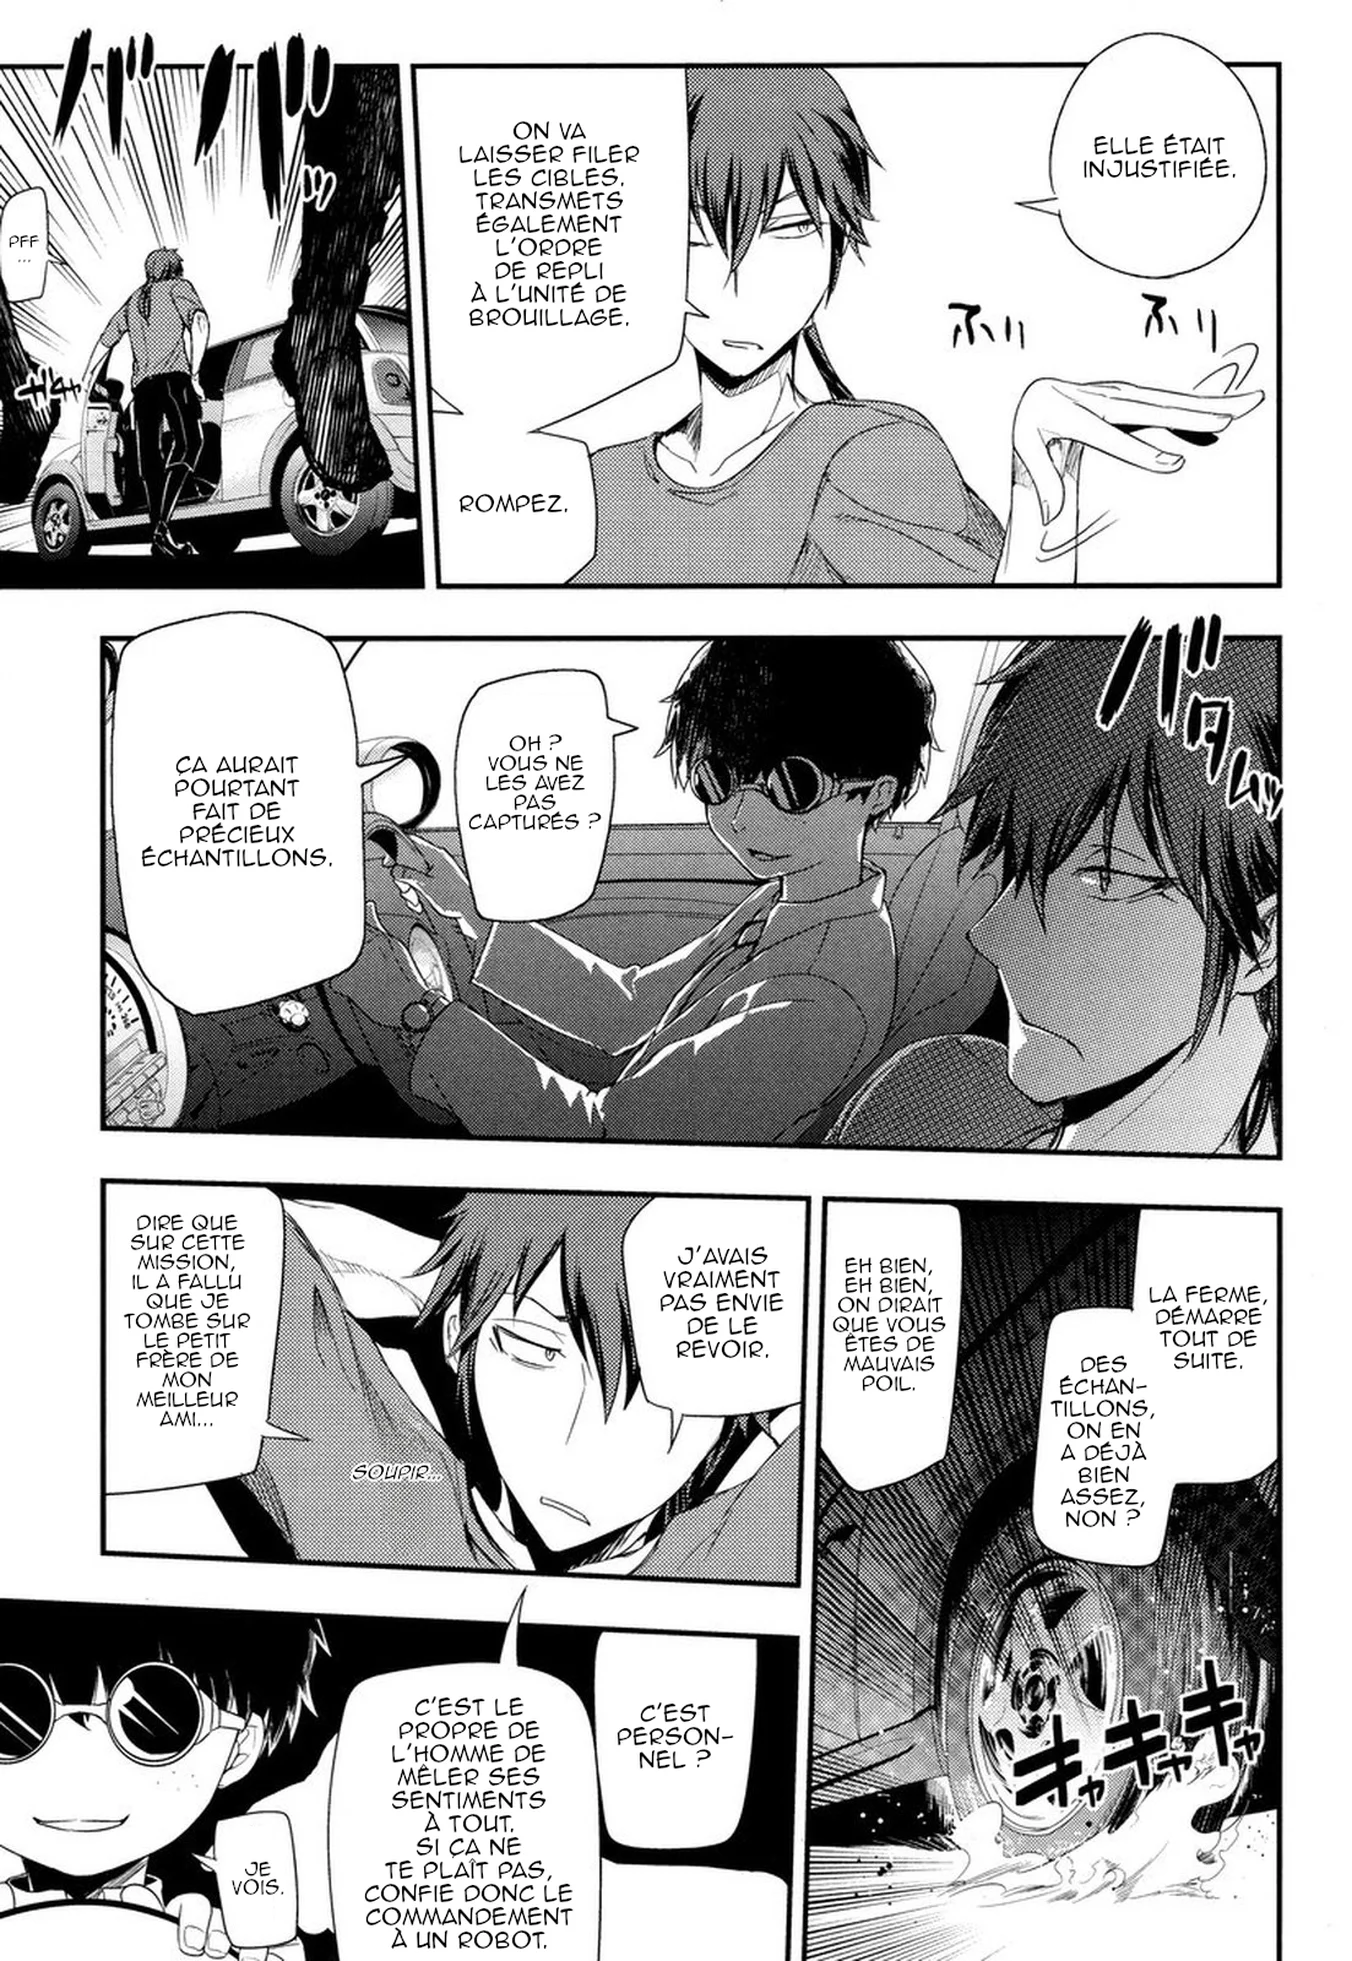 ELLE ÉTAIT
INJUSTIFIÉE.
ON VA
LAISSER FILER
LES CIBLES.
TRANSMETS
ÉGALEMENT
L'ORDRE
DE REPLI
À L'UNITÉ DE
BROUILLAGE.
ふり
ふり
ROMPEZ.
PFF
...
ザッ
OH ?
VOUS NE
LES AVEZ
PAS
CAPTURÉS ?
ÇA AURAIT
POURTANT
FAIT DE
PRÉCIEUX
ÉCHANTILLONS.
バタムッ
LA FERME,
DÉMARRE
TOUT DE
SUITE.
DES
ÉCHAN-
TILLONS,
ON EN
A DÉJÀ
BIEN
ASSEZ,
NON ?
EH BIEN,
EH BIEN,
ON DIRAIT
QUE VOUS
ÊTES DE
MAUVAIS
POIL.
キャキャキャ
J'AVAIS
VRAIMENT
PAS ENVIE
DE LE
REVOIR.
SOUPIR...
DIRE QUE
SUR CETTE
MISSION,
IL A FALLU
QUE JE
TOMBE SUR
LE PETIT
FRÈRE DE
MON
MEILLEUR
AMI...
C'EST
PERSON-
NEL ?
C'EST LE
PROPRE DE
L'HOMME DE
MÊLER SES
SENTIMENTS
À TOUT.
SI ÇA NE
TE PLAÎT PAS,
CONFIE DONC LE
COMMANDEMENT
À UN ROBOT.
JE
VOIS.